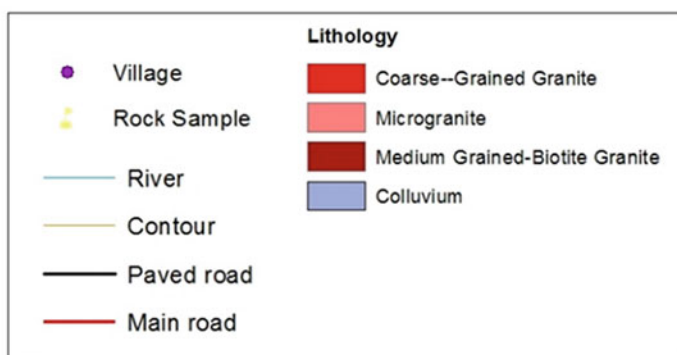 Village
Rock Sample
River
Contour
Paved road
Main road
Lithology
Coarse--Grained Granite
Microgranite
Medium Grained-Biotite Granite
Colluvium